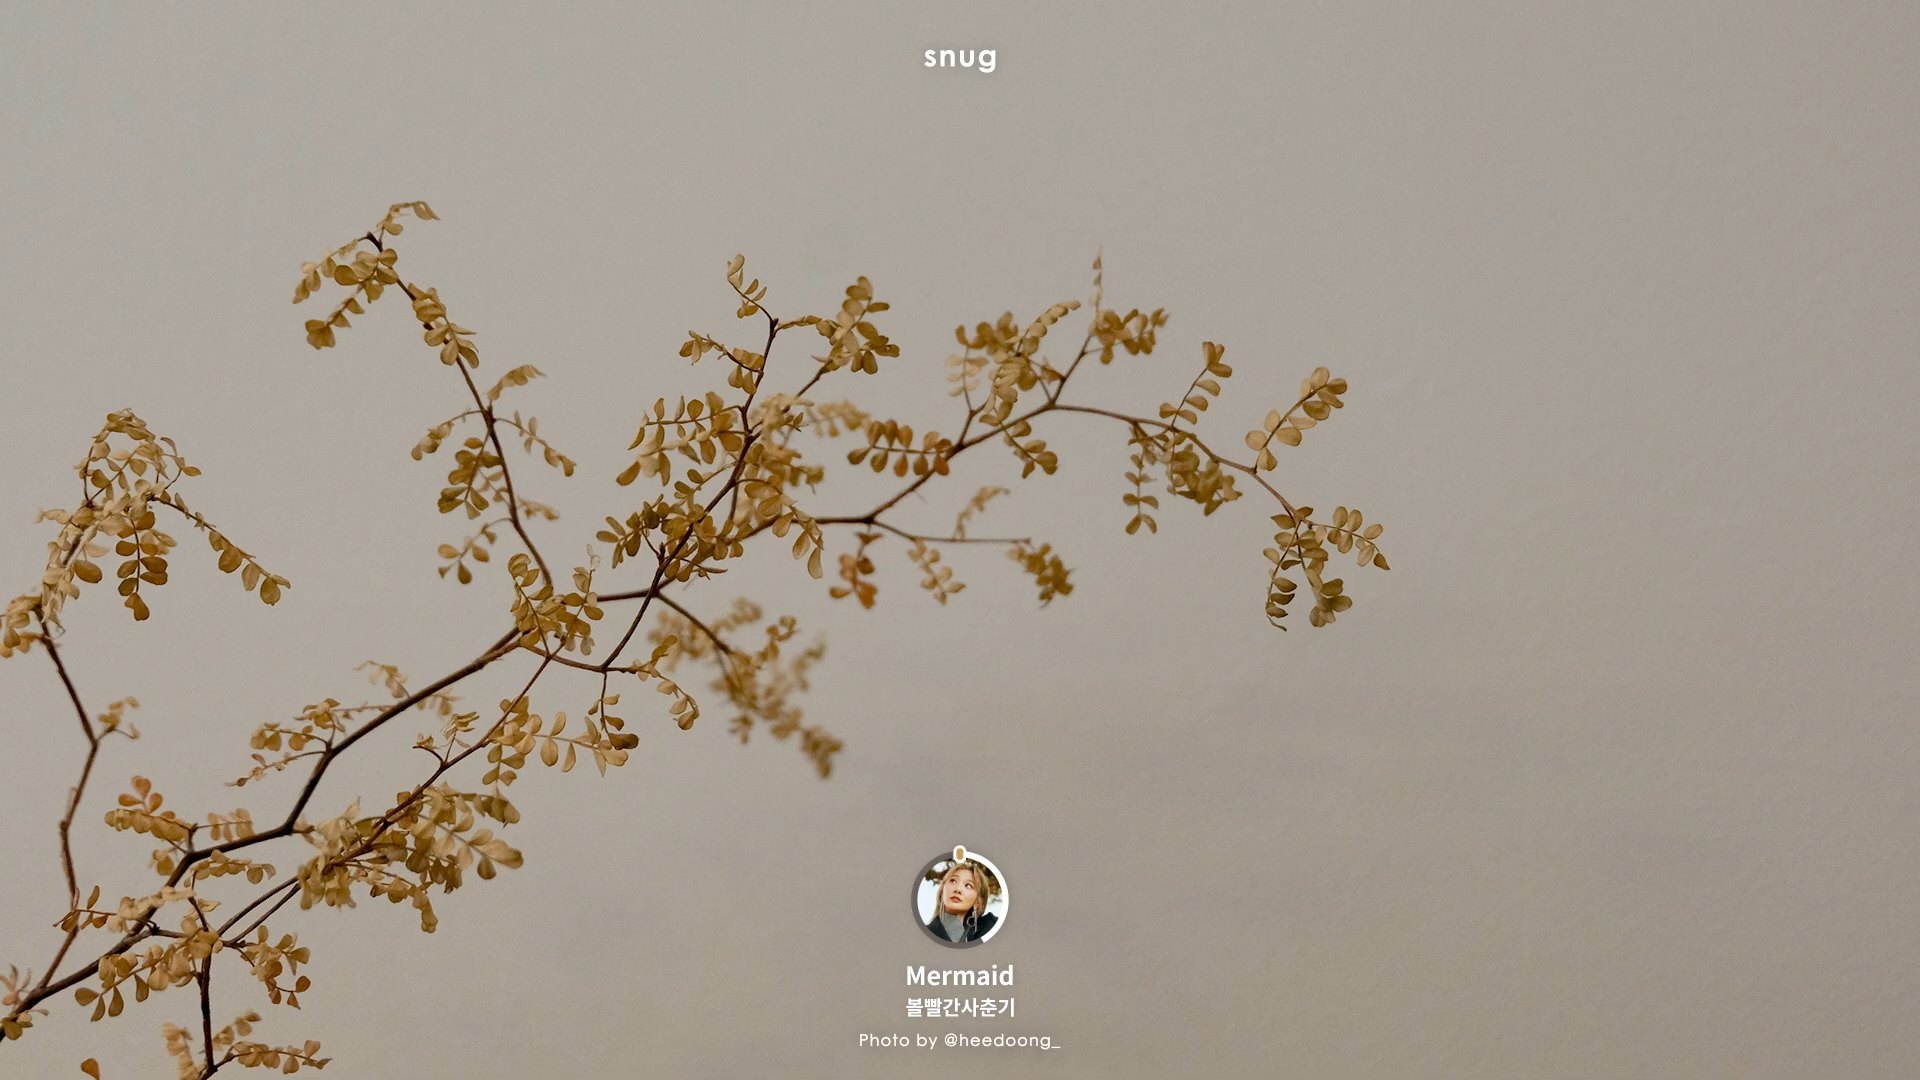 snug
Mermaid
볼빨간사춘기
Photo by @heedoong_